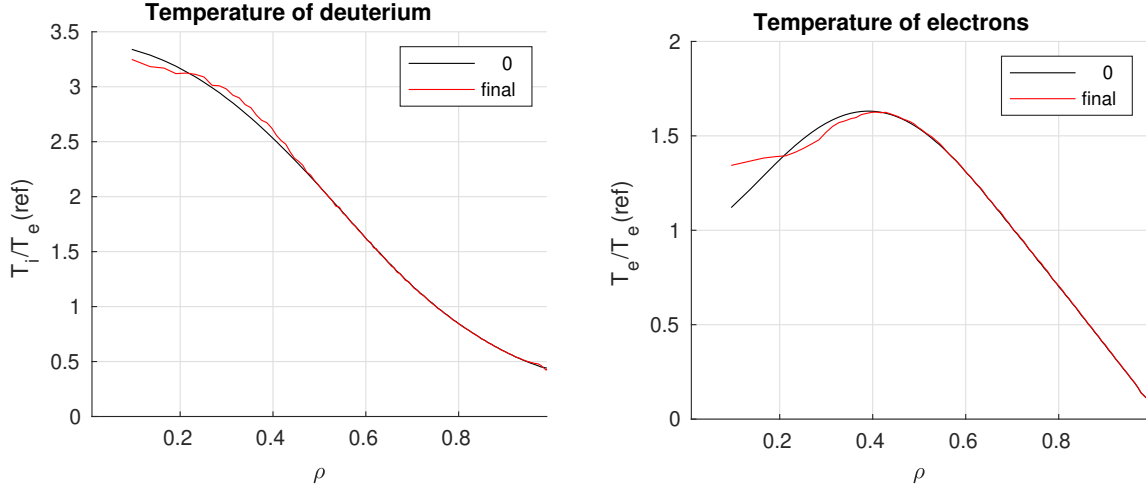 Temperature of deuterium
3.5
3
2.5
2
1.5
1
0.5
0
0.2
0.4
0.6
0.8
T_i/T_e(ref)
ρ
0
final
Temperature of electrons
2
1.5
1
0.5
0
0.2
0.4
0.6
0.8
T_e/T_e(ref)
ρ
0
final